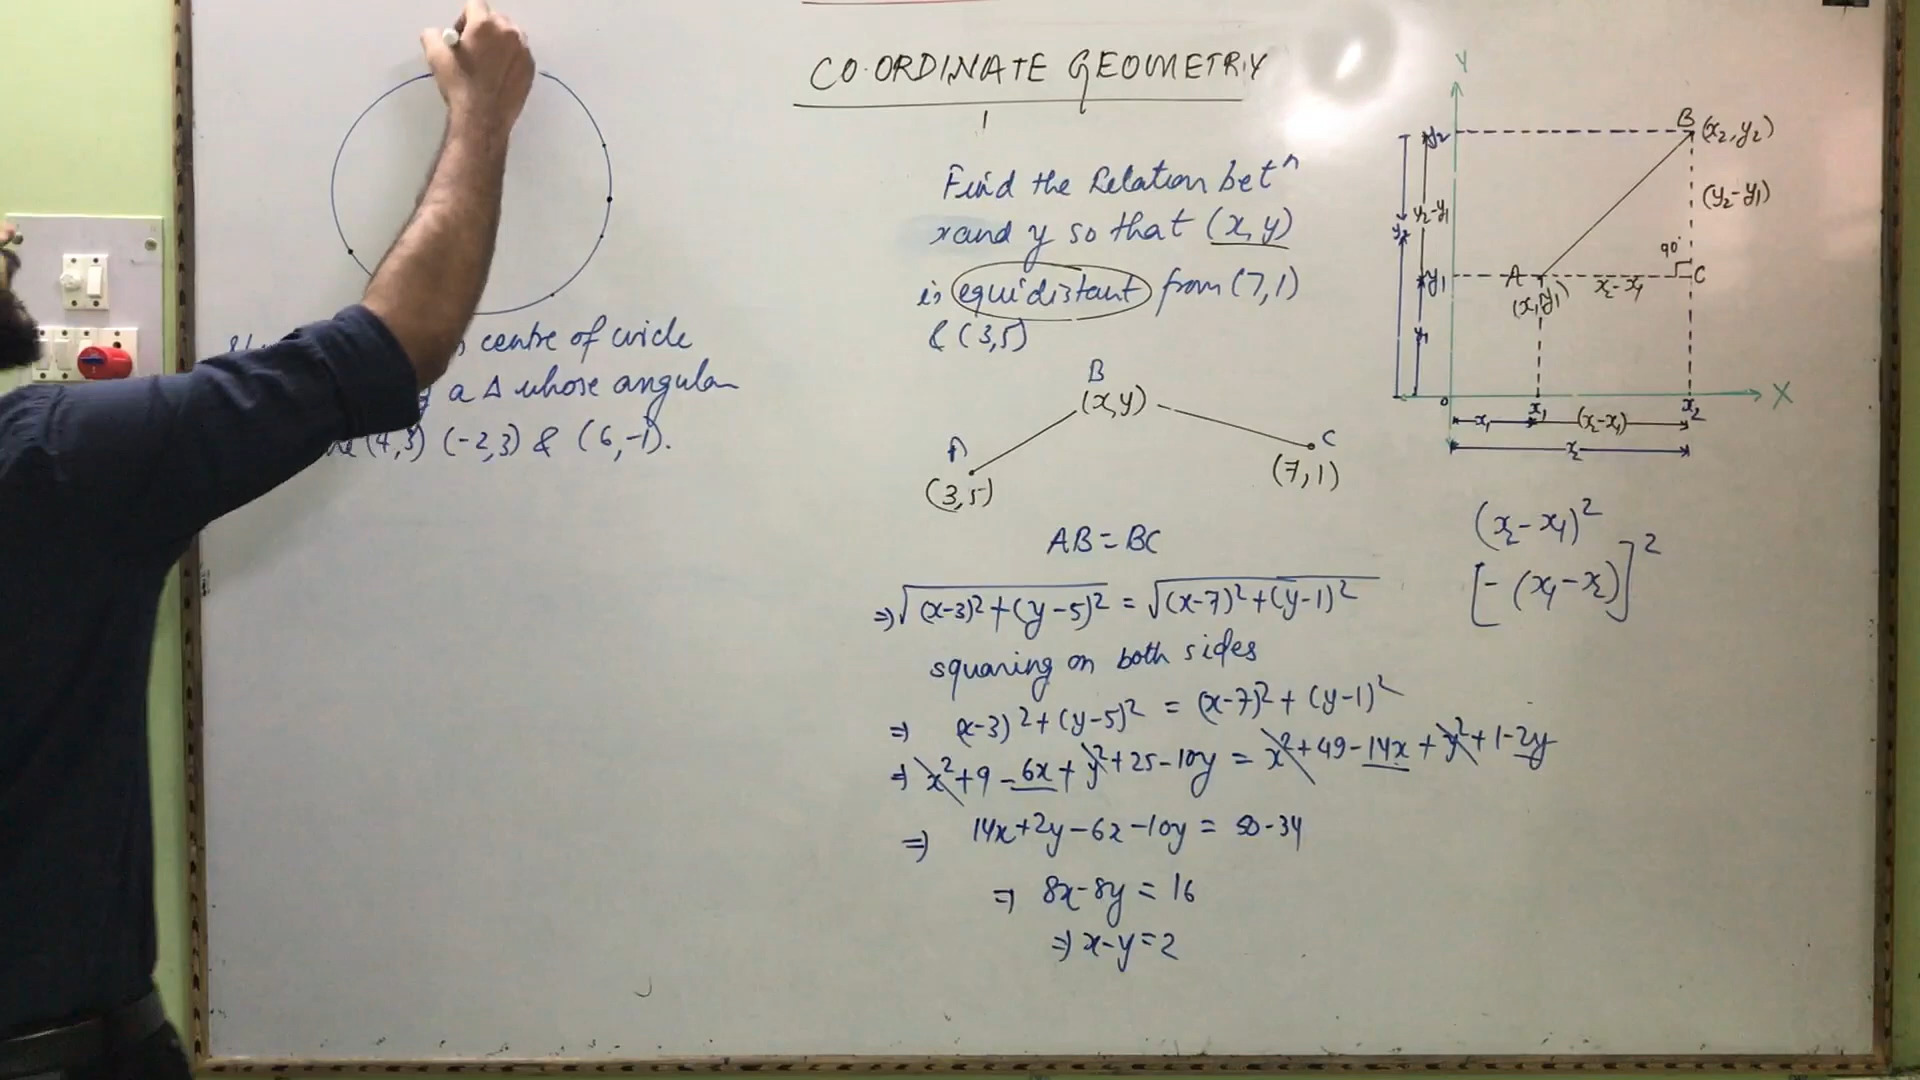 CO.ORDINATE GEOMETRY
centre of circle
a Δ whose angular
(4,3) (-2,3) & (6,-1).
Find the Relation betⁿ
x and y so that (x,y)
is equidistant from (7,1)
& (3,5)
B
(x,y)
A
(3,5)
C
(7,1)
AB = BC
⇒ √(x-3)²+(y-5)² = √(x-7)²+(y-1)²
squaring on both sides
⇒ (x-3)²+(y-5)² = (x-7)²+(y-1)²
⇒ x²+9-6x+y²+25-10y = x²+49-14x+y²+1-2y
⇒ 14x+2y-6x-10y = 50-34
⇒ 8x-8y = 16
⇒ x-y = 2
Y
y₂
B (x₂,y₂)
y₂-y₁
(y₂-y₁)
y₂
90°
y₁
A
(x₁,y₁)
x₂-x₁
C
y₁
o
x₁
x₂
X
x₁
(x₂-x₁)
x₂
(x₂-x₁)²
[-(x₁-x₂)]²